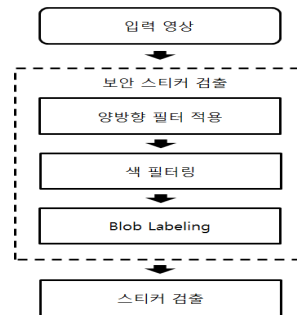 입력 영상
보안 스티커 검출
양방향 필터 적용
색 필터링
Blob Labeling
스티커 검출